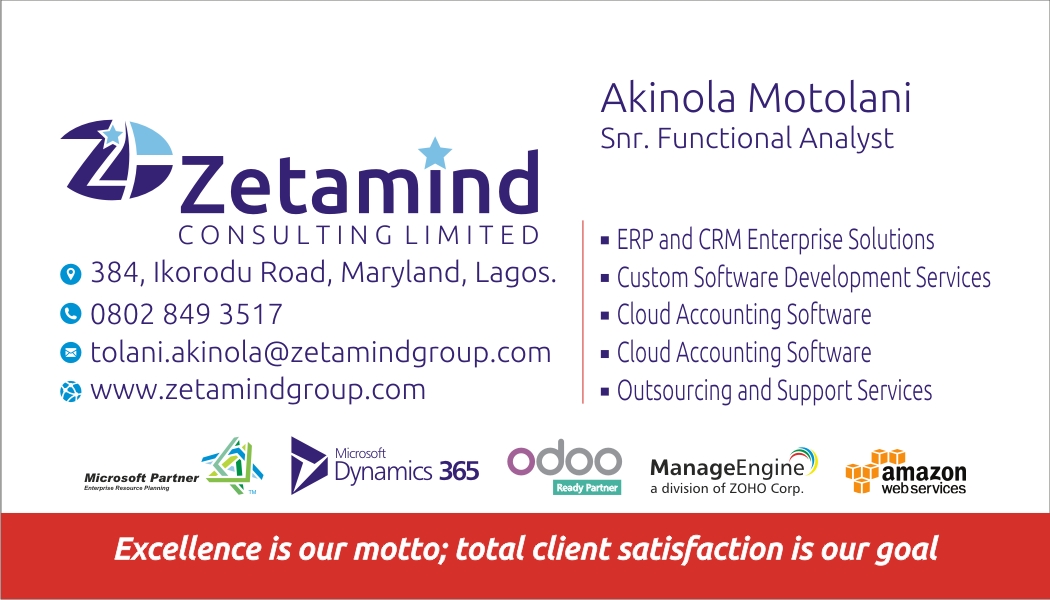 Akinola Motolani
Snr. Functional Analyst
Zetamind
CONSULTING LIMITED
384, Ikorodu Road, Maryland, Lagos.
0802 849 3517
tolani.akinola@zetamindgroup.com
www.zetamindgroup.com
ERP and CRM Enterprise Solutions
Custom Software Development Services
Cloud Accounting Software
Cloud Accounting Software
Outsourcing and Support Services
Microsoft Partner
Enterprise Resource Planning
TM
Microsoft
Dynamics 365
odoo
Ready Partner
ManageEngine
a division of ZOHO Corp.
amazon
web services
Excellence is our motto; total client satisfaction is our goal